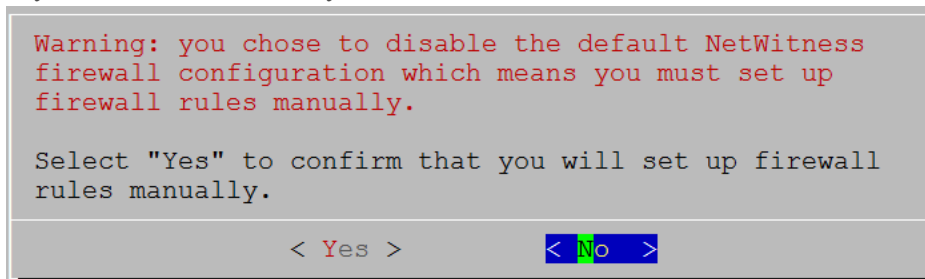 Warning: you chose to disable the default NetWitness
firewall configuration which means you must set up
firewall rules manually.
Select "Yes" to confirm that you will set up firewall
rules manually.
< Yes > < No >